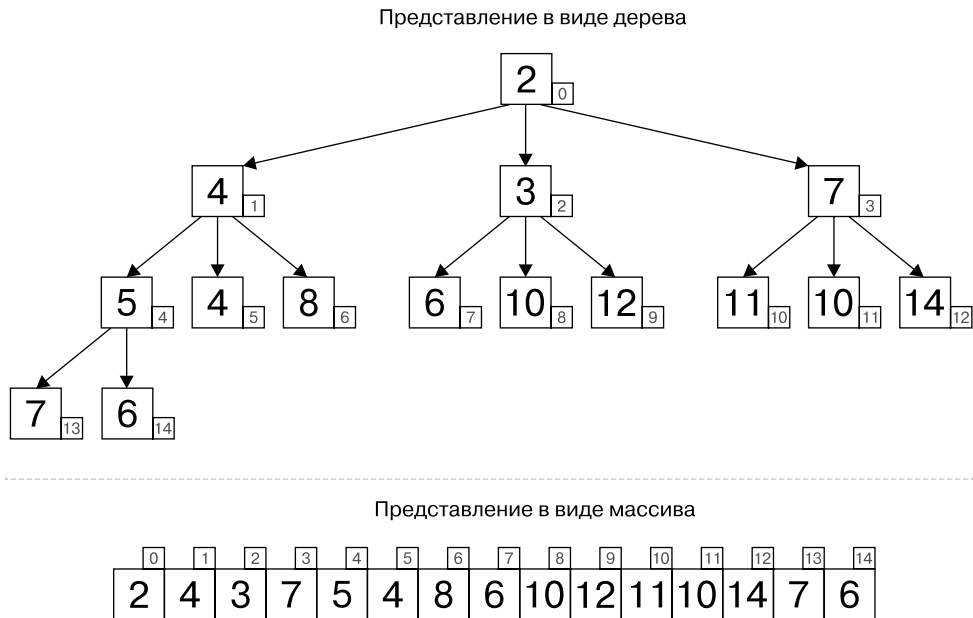 Представление в виде дерева
2 0
4 1 3 2 7 3
5 4 4 5 8 6 6 7 10 8 12 9 11 10 10 11 14 12
7 13 6 14
Представление в виде массива
0 1 2 3 4 5 6 7 8 9 10 11 12 13 14
2 4 3 7 5 4 8 6 10 12 11 10 14 7 6